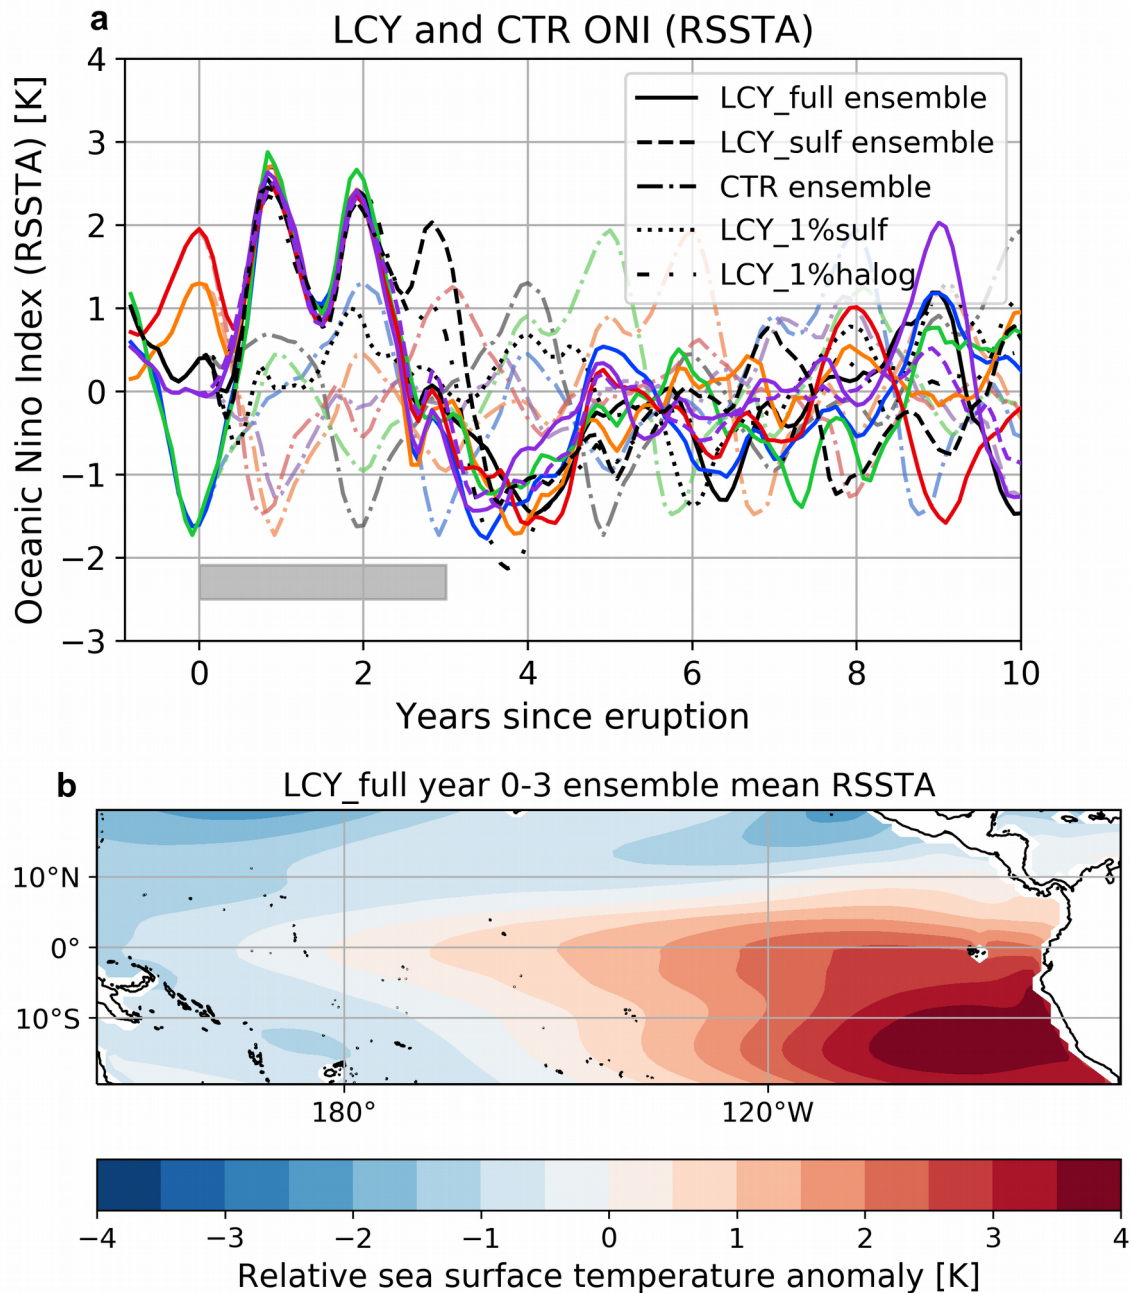 a
LCY and CTR ONI (RSSTA)
Oceanic Nino Index (RSSTA) [K]
4
3
2
1
0
−1
−2
−3
LCY_full ensemble
LCY_sulf ensemble
CTR ensemble
LCY_1%sulf
LCY_1%halog
0 2 4 6 8 10
Years since eruption
b
LCY_full year 0-3 ensemble mean RSSTA
10°N
0°
10°S
180° 120°W
−4 −3 −2 −1 0 1 2 3 4
Relative sea surface temperature anomaly [K]